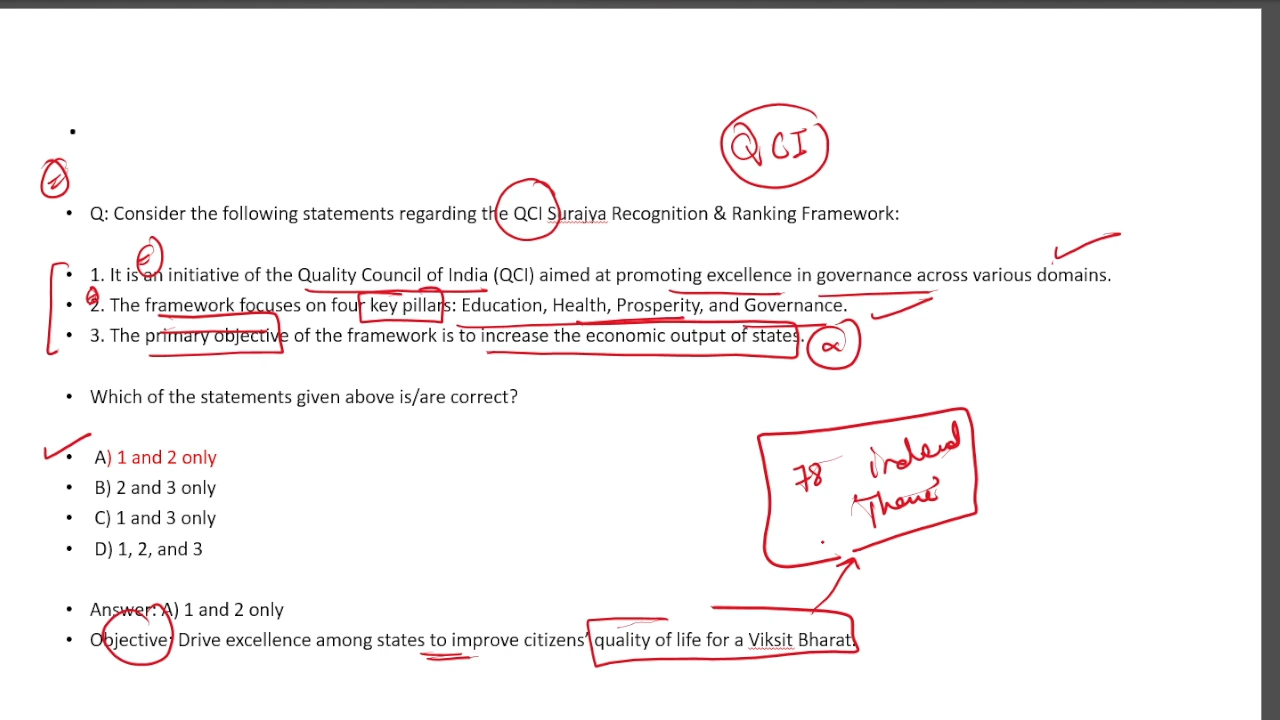 QCI
Q: Consider the following statements regarding the QCI Surajya Recognition & Ranking Framework:
1. It is an initiative of the Quality Council of India (QCI) aimed at promoting excellence in governance across various domains.
2. The framework focuses on four key pillars: Education, Health, Prosperity, and Governance.
3. The primary objective of the framework is to increase the economic output of states.
Which of the statements given above is/are correct?
A) 1 and 2 only
B) 2 and 3 only
C) 1 and 3 only
D) 1, 2, and 3
78
Answer: A) 1 and 2 only
Objective: Drive excellence among states to improve citizens' quality of life for a Viksit Bharat.